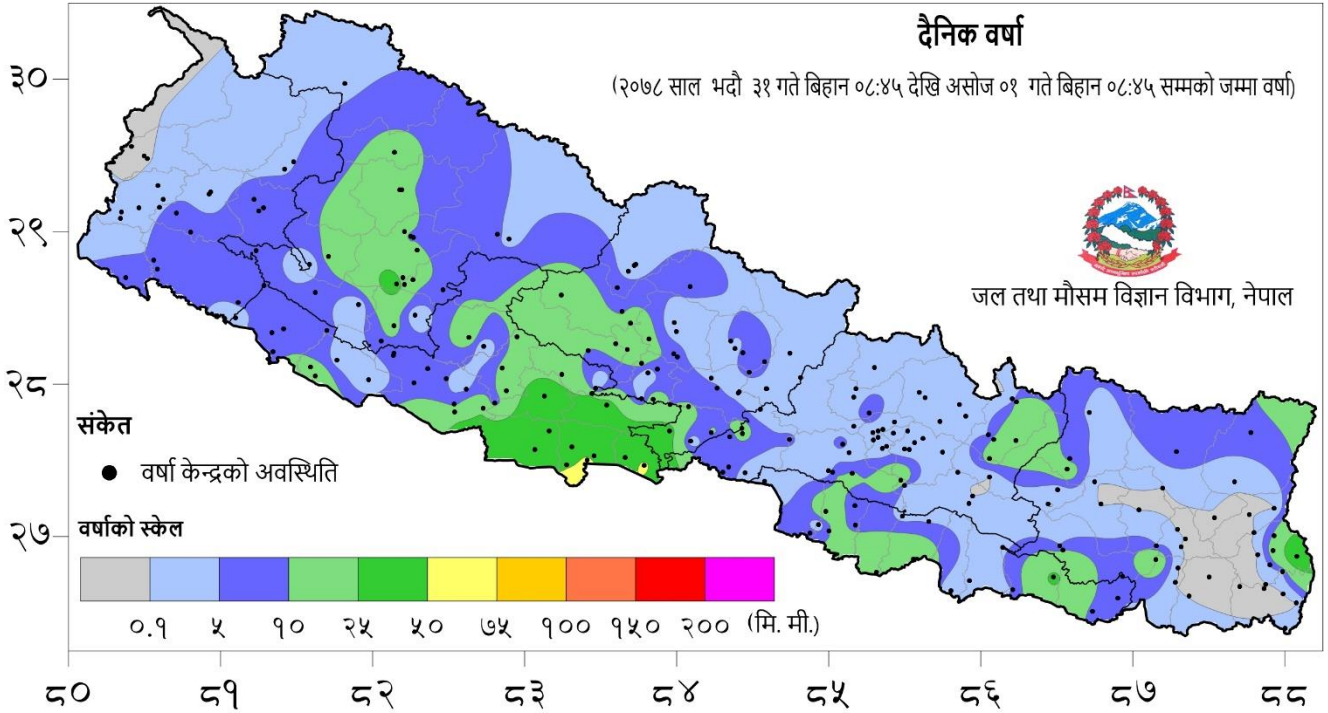 दैनिक वर्षा
(२०७८ साल भदौ ३१ गते बिहान ०८:४५ देखि असोज ०१ गते बिहान ०८:४५ सम्मको जम्मा वर्षा)
जल तथा मौसम विज्ञान विभाग, नेपाल
३०
२९
२८
२७
संकेत
वर्षा केन्द्रको अवस्थिति
वर्षाको स्केल
०.१ ५ १० २५ ५० ७५ १०० १५० २०० (मि. मी.)
८० ८१ ८२ ८३ ८४ ८५ ८६ ८७ ८८